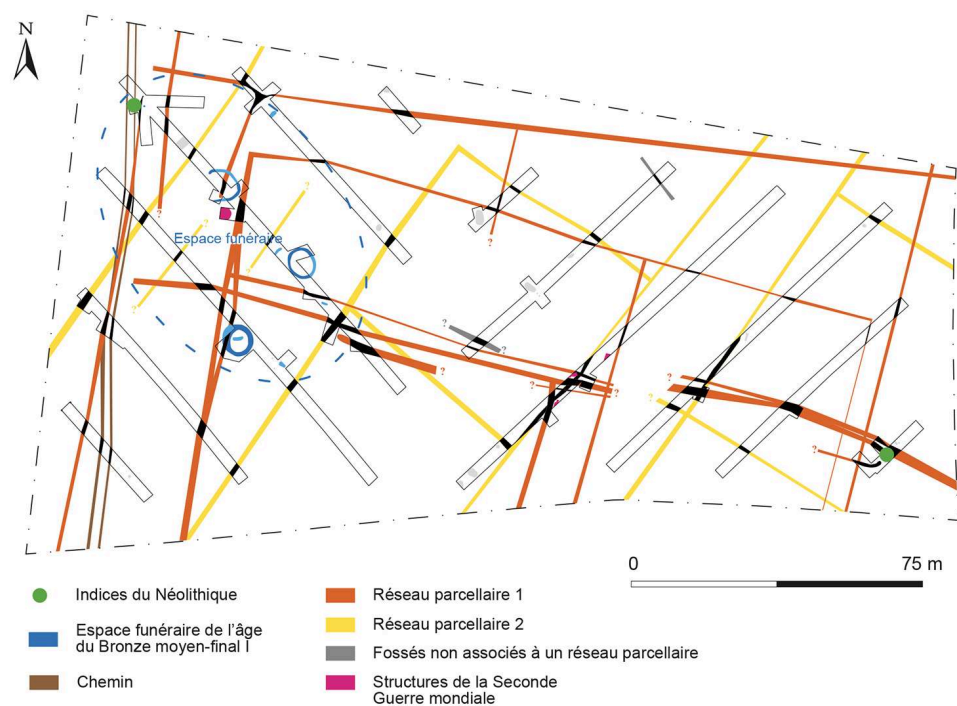 N
?
?
Espace funéraire
?
?
?
?
?
?
?
?
?
?
?
?
0
75 m
Indices du Néolithique
Réseau parcellaire 1
Espace funéraire de l'âge
du Bronze moyen-final I
Réseau parcellaire 2
Fossés non associés à un réseau parcellaire
Chemin
Structures de la Seconde
Guerre mondiale